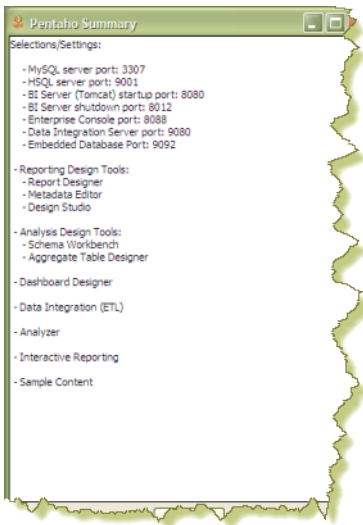 Pentaho Summary
Selections/Settings:
- MySQL server port: 3307
- HSQL server port: 9001
- BI Server (Tomcat) startup port: 8080
- BI Server shutdown port: 8012
- Enterprise Console port: 8088
- Data Integration Server port: 9080
- Embedded Database Port: 9092
- Reporting Design Tools:
- Report Designer
- Metadata Editor
- Design Studio
- Analysis Design Tools:
- Schema Workbench
- Aggregate Table Designer
- Dashboard Designer
- Data Integration (ETL)
- Analyzer
- Interactive Reporting
- Sample Content